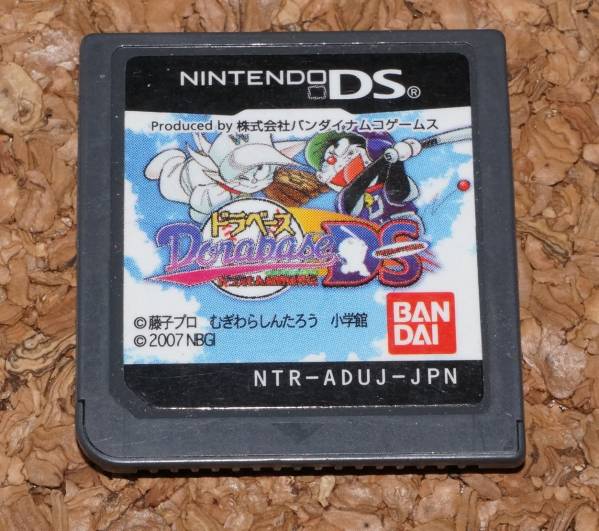 NINTENDO DS®
Produced by 株式会社バンダイナムコゲームス
ドラベース
Dorabase DS
©藤子プロ むぎわらしんたろう 小学館
©2007 NBGI
BAN
DAI
NTR-ADUJ-JPN